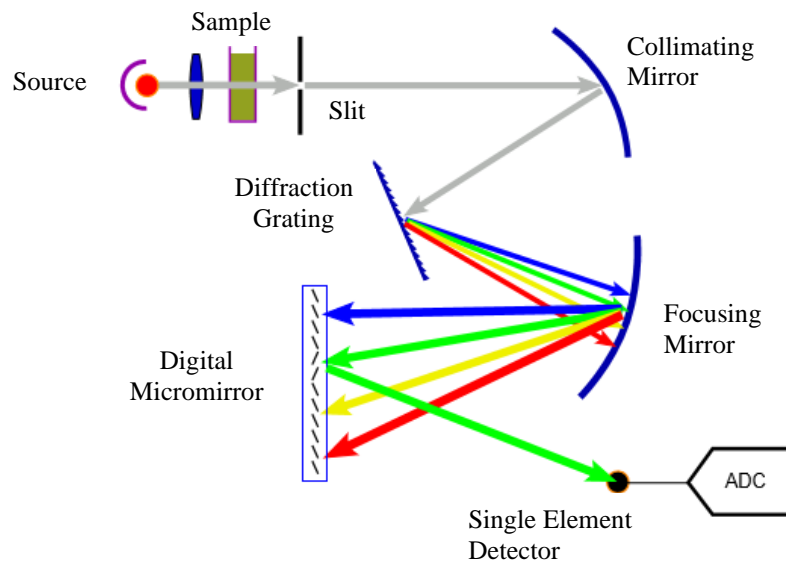 Sample
Source
Slit
Collimating
Mirror
Diffraction
Grating
Digital
Micromirror
Focusing
Mirror
Single Element
Detector
ADC